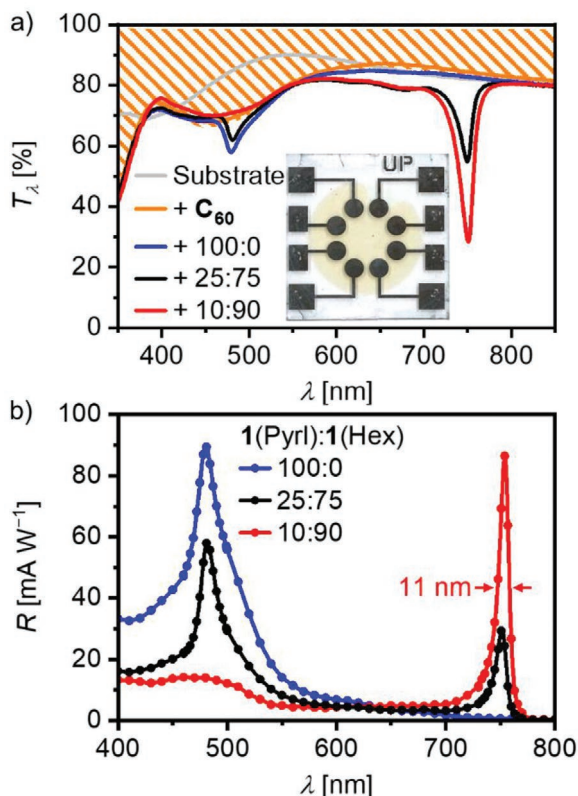 a)
100
80
60
40
20
0
Tλ [%]
Substrate
+ C60
+ 100:0
+ 25:75
+ 10:90
UP
400 500 600 700 800
λ [nm]
b)
100
80
60
40
20
0
R [mA W⁻¹]
1(Pyrl):1(Hex)
100:0
25:75
10:90
11 nm
400 500 600 700 800
λ [nm]